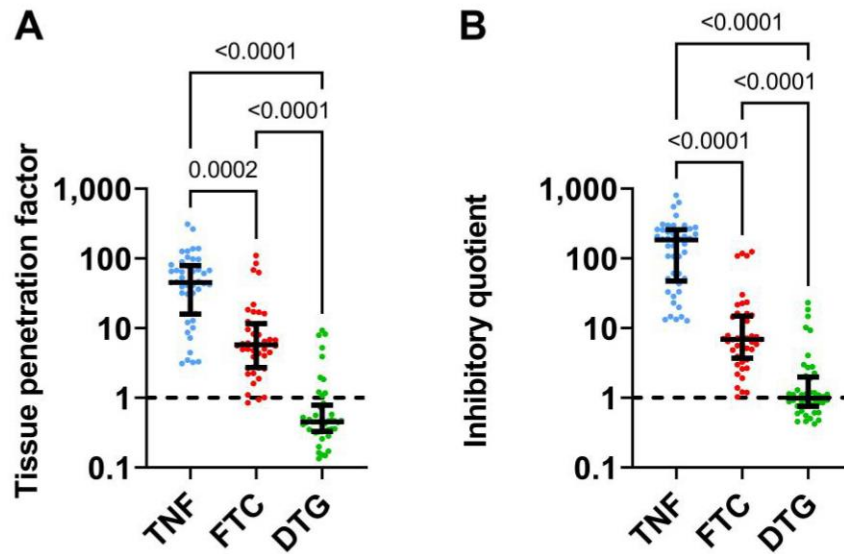 A
<0.0001
<0.0001
0.0002
Tissue penetration factor
1,000
100
10
1
0.1
TNF
FTC
DTG
B
<0.0001
<0.0001
<0.0001
Inhibitory quotient
1,000
100
10
1
0.1
TNF
FTC
DTG